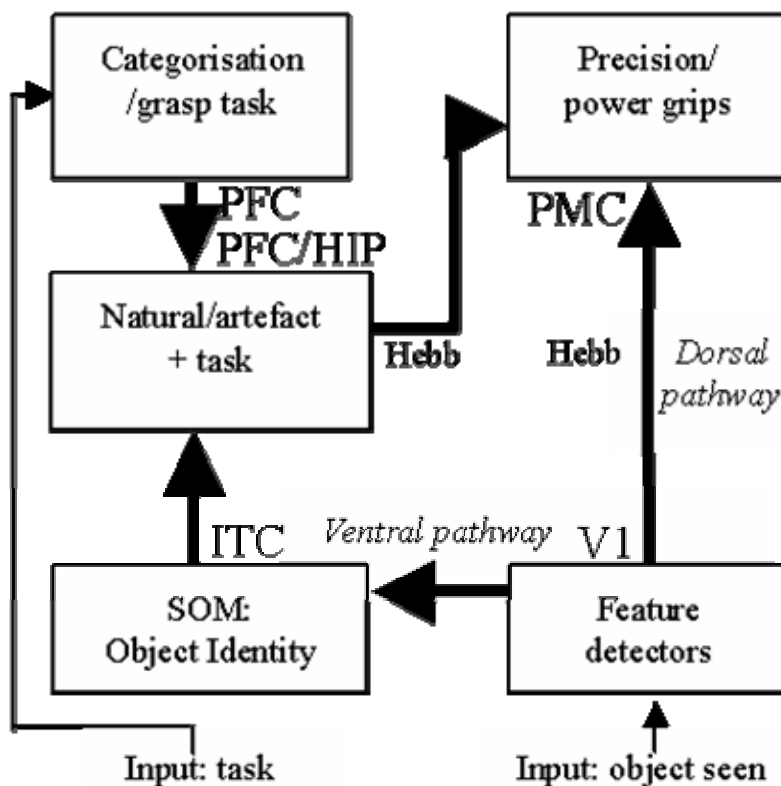 Categorisation
/grasp task
Precision/
power grips
PFC
PMC
PFC/HIP
Natural/artefact
+ task
Hebb
Hebb
Dorsal
pathway
ITC
Ventral pathway
V1
SOM:
Object Identity
Feature
detectors
Input: task
Input: object seen